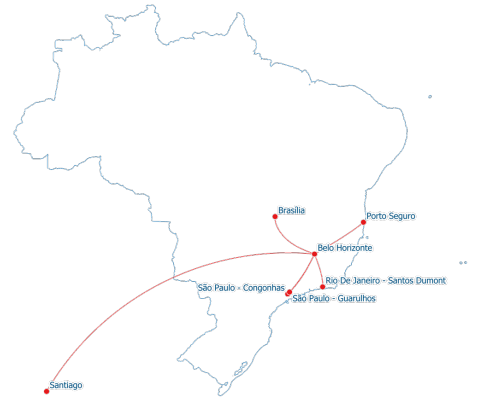 Brasília
Porto Seguro
Belo Horizonte
Rio De Janeiro - Santos Dumont
São Paulo - Congonhas
São Paulo - Guarulhos
Santiago